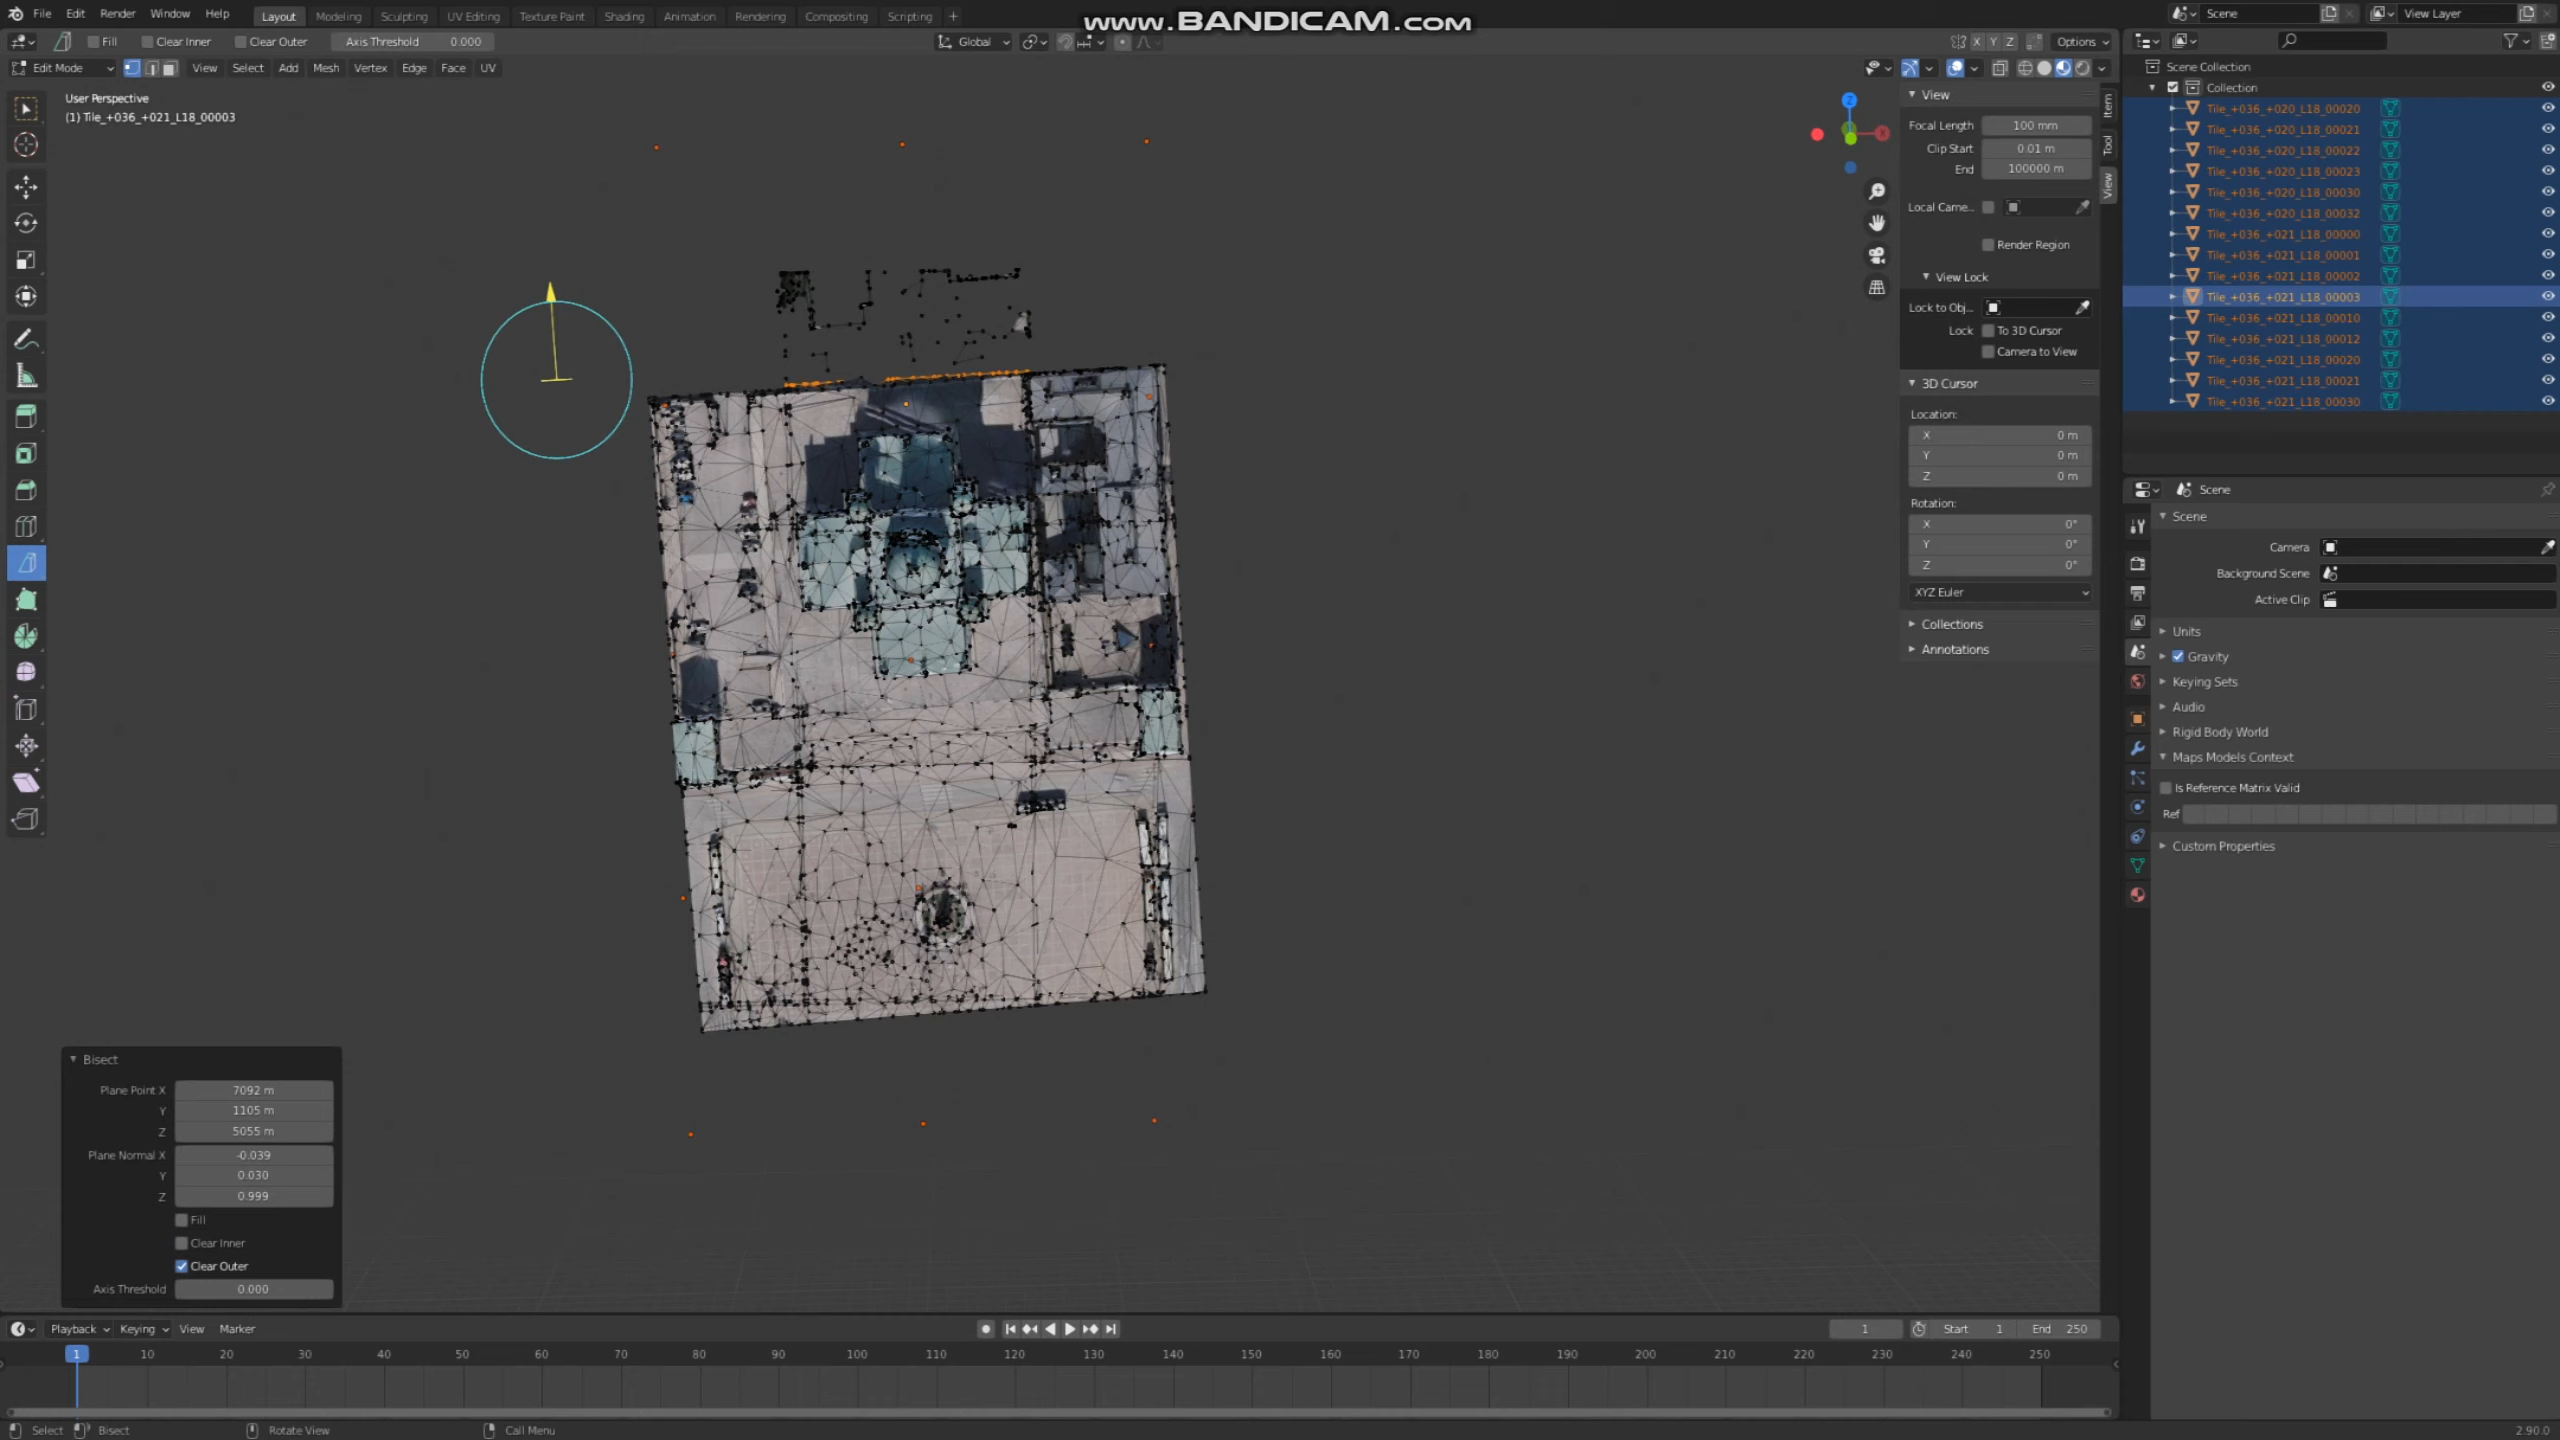 File Edit Render Window Help Layout Modeling Sculpting UV Editing Texture Paint Shading Animation Rendering Compositing Scripting +
www.BANDICAM.com
Scene View Layer
Fill Clear Inner Clear Outer Axis Threshold 0.000
Global
X Y Z Options
Edit Mode View Select Add Mesh Vertex Edge Face UV
User Perspective
(1) Tile_+036_+021_L18_00003
Z
X
View
Focal Length 100 mm
Clip Start 0.01 m
End 100000 m
Local Came...
Render Region
View Lock
Lock to Obj...
Lock To 3D Cursor
Camera to View
3D Cursor
Location:
X 0 m
Y 0 m
Z 0 m
Rotation:
X 0°
Y 0°
Z 0°
XYZ Euler
Collections
Annotations
Item
Tool
View
Scene Collection
Collection
Tile_+036_+020_L18_00020
Tile_+036_+020_L18_00021
Tile_+036_+020_L18_00022
Tile_+036_+020_L18_00023
Tile_+036_+020_L18_00030
Tile_+036_+020_L18_00032
Tile_+036_+021_L18_00000
Tile_+036_+021_L18_00001
Tile_+036_+021_L18_00002
Tile_+036_+021_L18_00003
Tile_+036_+021_L18_00010
Tile_+036_+021_L18_00012
Tile_+036_+021_L18_00020
Tile_+036_+021_L18_00021
Tile_+036_+021_L18_00030
Scene
Scene
Camera
Background Scene
Active Clip
Units
Gravity
Keying Sets
Audio
Rigid Body World
Maps Models Context
Is Reference Matrix Valid
Ref
Custom Properties
Bisect
Plane Point X 7092 m
Y 1105 m
Z 5055 m
Plane Normal X -0.039
Y 0.030
Z 0.999
Fill
Clear Inner
Clear Outer
Axis Threshold 0.000
Playback Keying View Marker
1 Start 1 End 250
1 10 20 30 40 50 60 70 80 90 100 110 120 130 140 150 160 170 180 190 200 210 220 230 240 250
Select Bisect Rotate View Call Menu
2.90.0